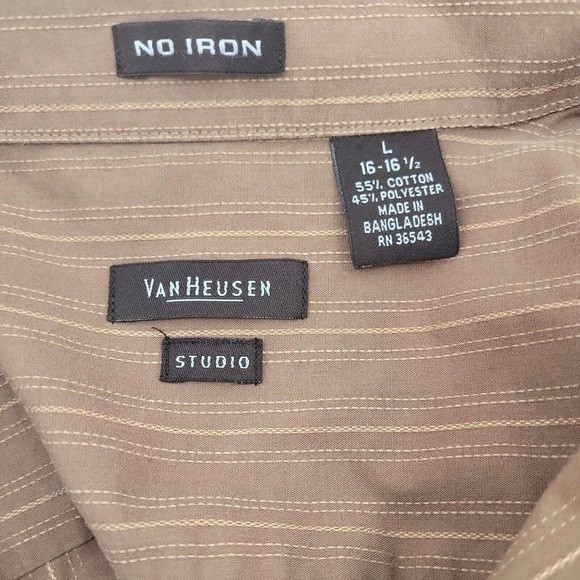 NO IRON
L
16-16 1/2
55% COTTON
45% POLYESTER
MADE IN
BANGLADESH
RN 36543
VAN HEUSEN
STUDIO